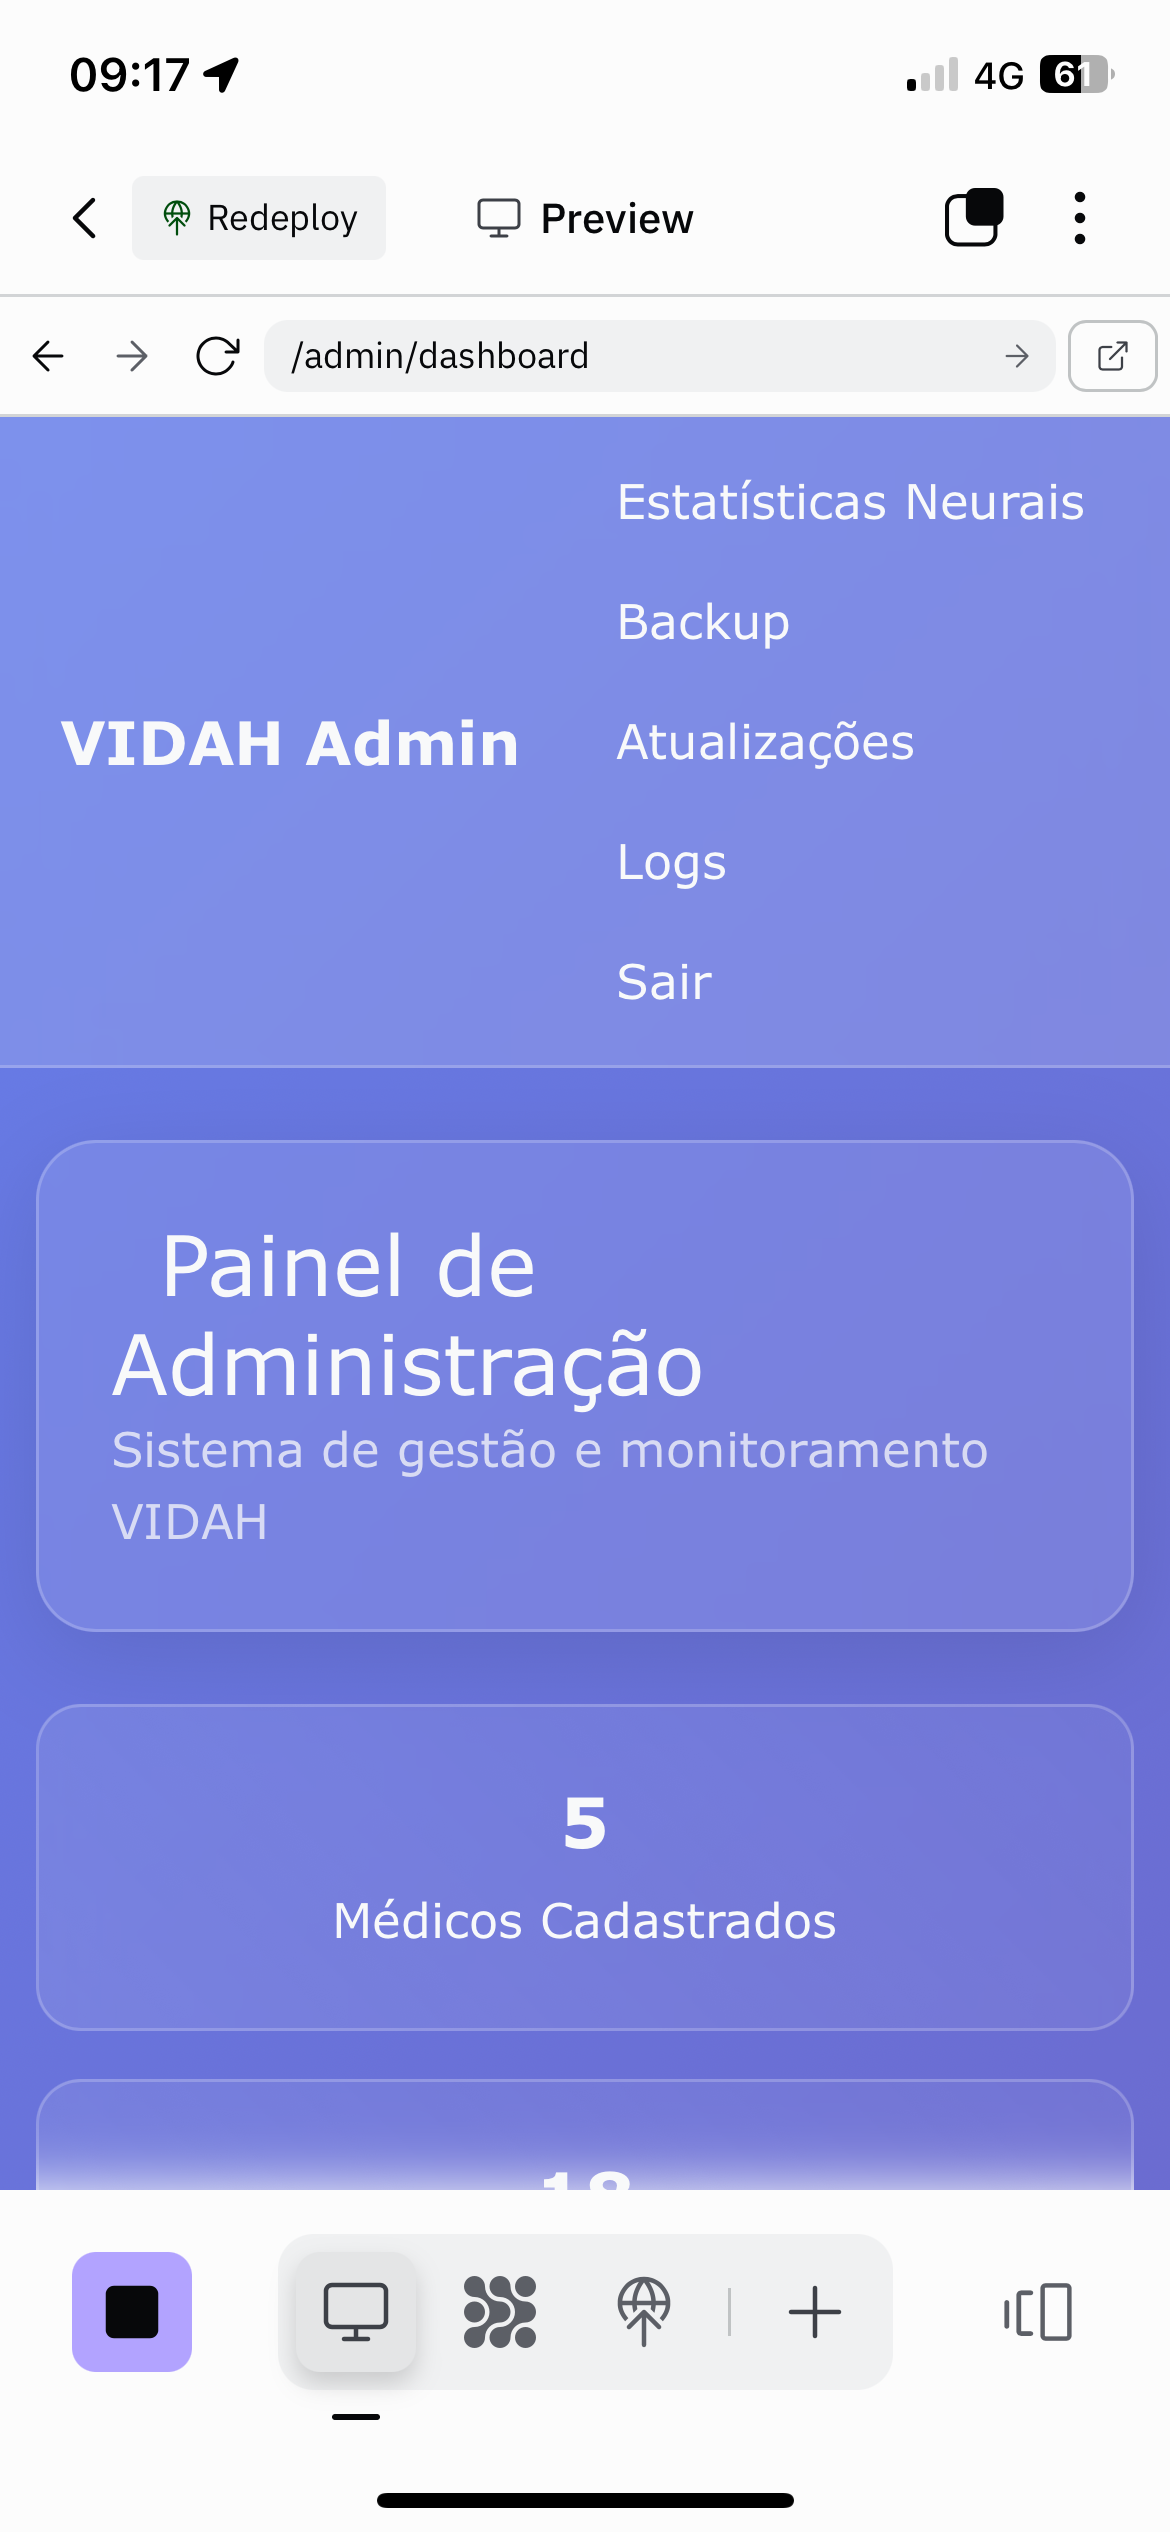 09:17
4G
61
Redeploy
Preview
/admin/dashboard
Estatísticas Neurais
Backup
VIDAH Admin
Atualizações
Logs
Sair
Painel de
Administração
Sistema de gestão e monitoramento
VIDAH
5
Médicos Cadastrados
18